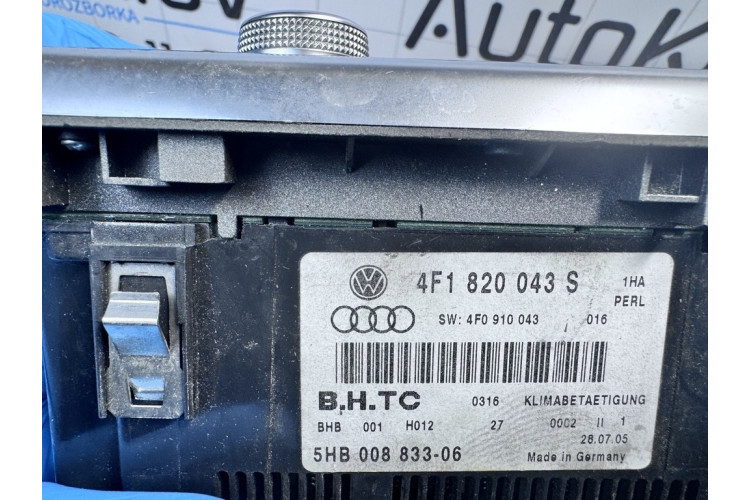 ROZBORKA
AutoK
4F1 820 043 S 1HA
PERL
SW: 4F0 910 043 016
B.H.TC 0316 KLIMABETAETIGUNG
BHB 001 H012 27 0002 II 1
28.07.05
5HB 008 833-06 Made in Germany